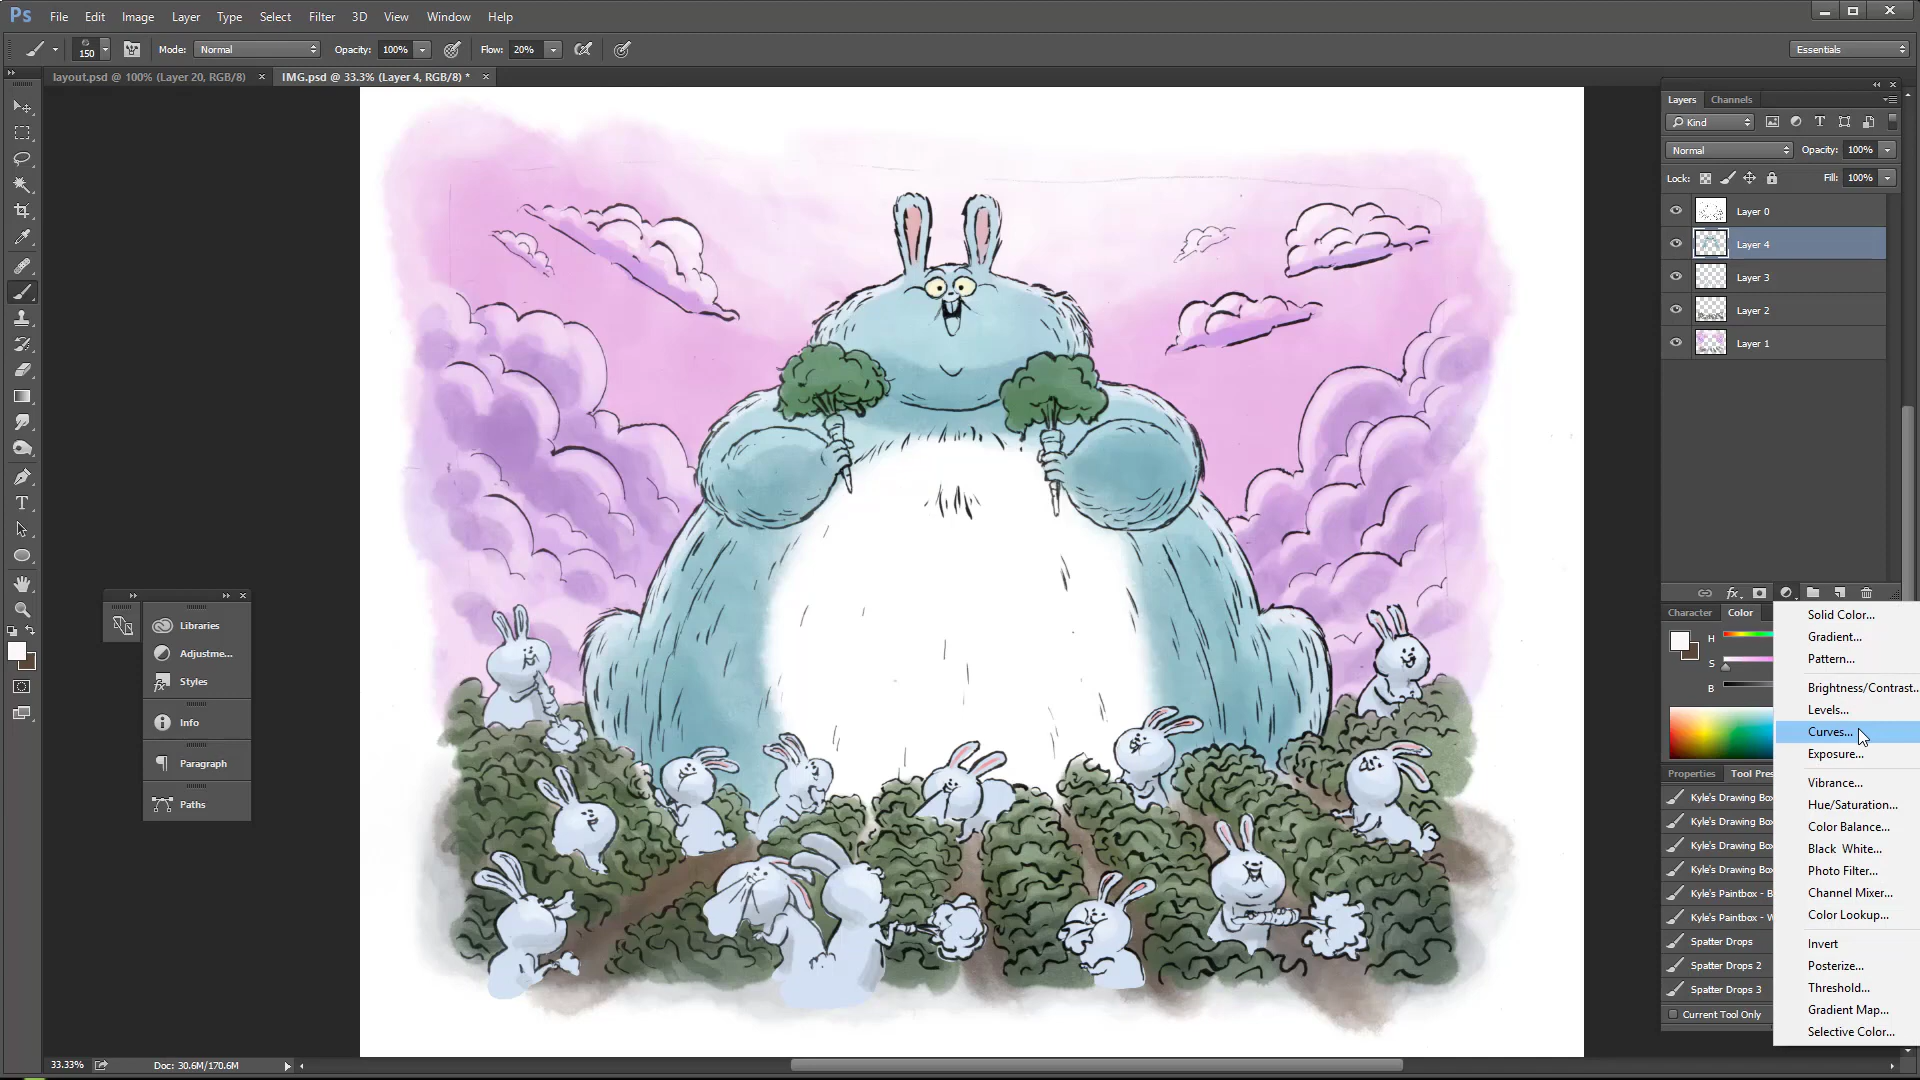 Ps File Edit Image Layer Type Select Filter 3D View Window Help
150 Mode: Normal Opacity: 100% Flow: 20% Essentials
layout.psd @ 100% (Layer 20, RGB/8) IMG.psd @ 33.3% (Layer 4, RGB/8) *
Layers Channels
Kind
Normal Opacity: 100%
Lock: Fill: 100%
Layer 0
Layer 4
Layer 3
Layer 2
Layer 1
fx
Character Color
H
S
B
Properties Tool Pres
Kyle's Drawing Box
Kyle's Drawing Box
Kyle's Drawing Box
Kyle's Drawing Box
Kyle's Paintbox - B
Kyle's Paintbox - W
Spatter Drops
Spatter Drops 2
Spatter Drops 3
Current Tool Only
Solid Color...
Gradient...
Pattern...
Brightness/Contrast...
Levels...
Curves...
Exposure...
Vibrance...
Hue/Saturation...
Color Balance...
Black White...
Photo Filter...
Channel Mixer...
Color Lookup...
Invert
Posterize...
Threshold...
Gradient Map...
Selective Color...
Libraries
Adjustme...
Styles
Info
Paragraph
Paths
33.33% Doc: 30.6M/170.6M